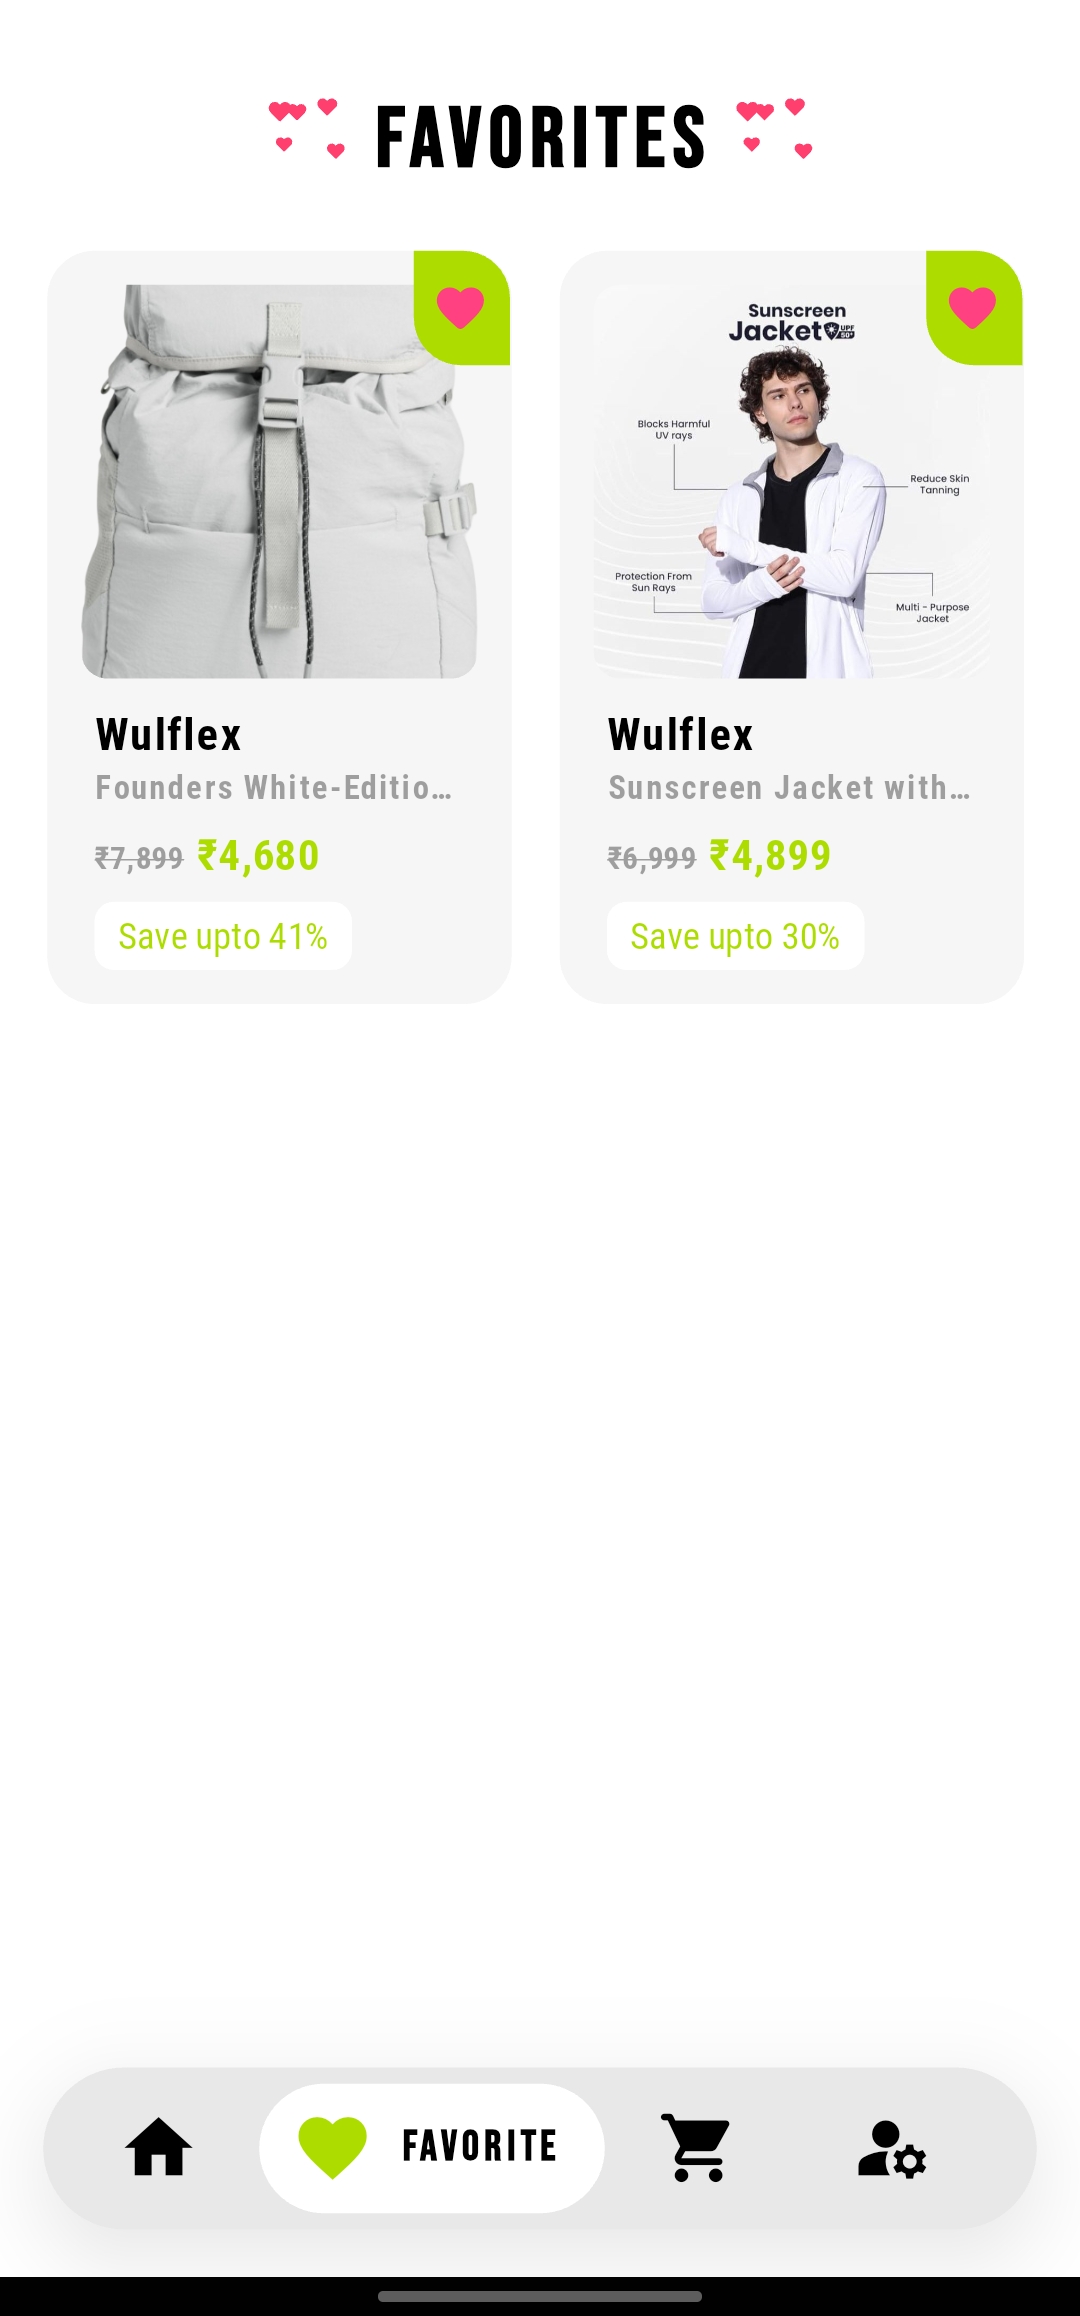 FAVORITES
Sunscreen
Jacket UPF 50+
Blocks Harmful
UV rays
Reduce Skin
Tanning
Protection From
Sun Rays
Multi - Purpose
Jacket
Wulflex
Founders White-Editio...
₹7,899 ₹4,680
Save upto 41%
Wulflex
Sunscreen Jacket with...
₹6,999 ₹4,899
Save upto 30%
FAVORITE